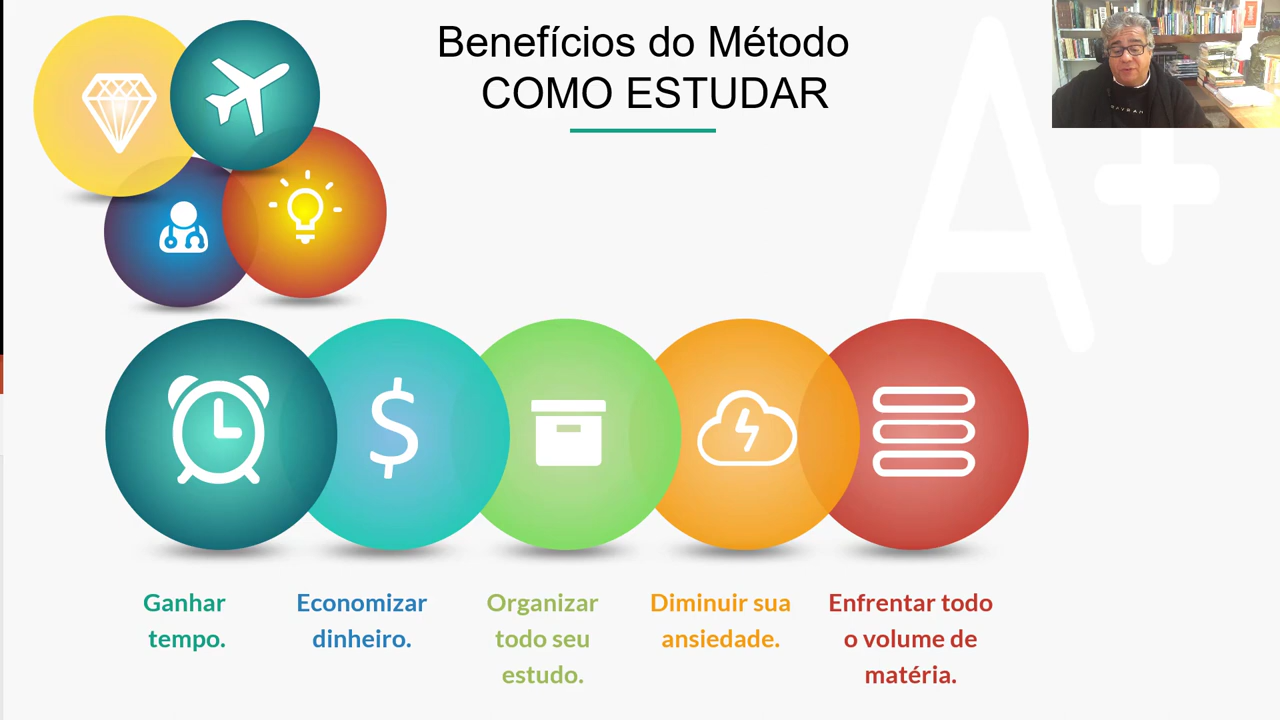 Benefícios do Método
COMO ESTUDAR
A+
Ganhar
tempo.
Economizar
dinheiro.
Organizar
todo seu
estudo.
Diminuir sua
ansiedade.
Enfrentar todo
o volume de
matéria.